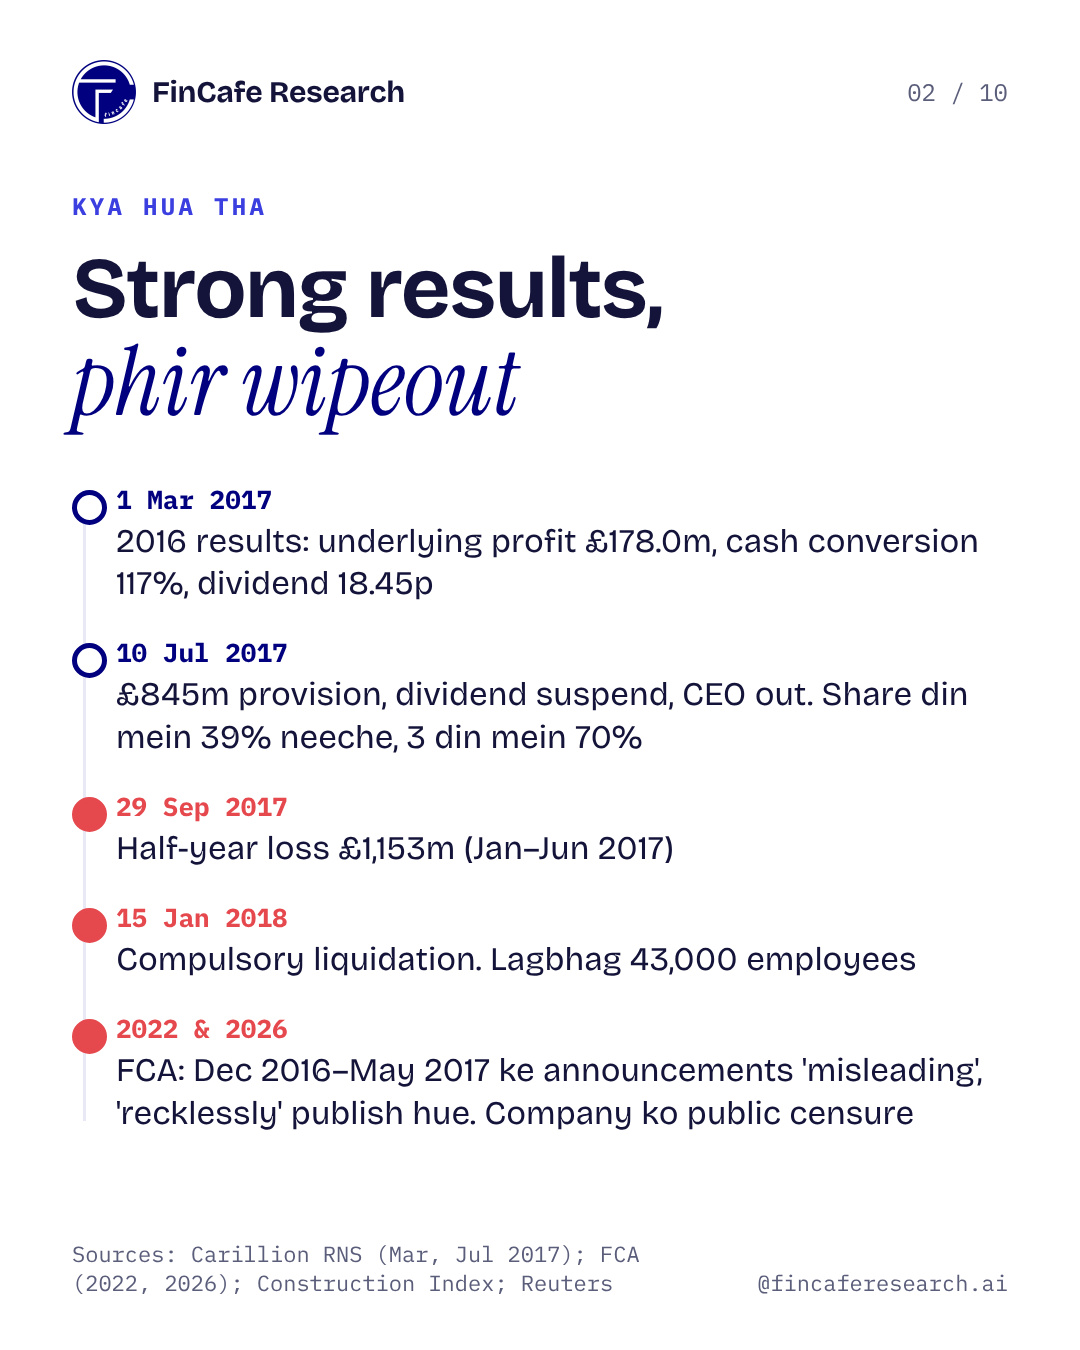 FinCafe Research
02 / 10
KYA HUA THA
Strong results,
phir wipeout
1 Mar 2017
2016 results: underlying profit £178.0m, cash conversion
117%, dividend 18.45p
10 Jul 2017
£845m provision, dividend suspend, CEO out. Share din
mein 39% neeche, 3 din mein 70%
29 Sep 2017
Half-year loss £1,153m (Jan–Jun 2017)
15 Jan 2018
Compulsory liquidation. Lagbhag 43,000 employees
2022 & 2026
FCA: Dec 2016–May 2017 ke announcements 'misleading',
'recklessly' publish hue. Company ko public censure
Sources: Carillion RNS (Mar, Jul 2017); FCA
(2022, 2026); Construction Index; Reuters
@fincaferesearch.ai